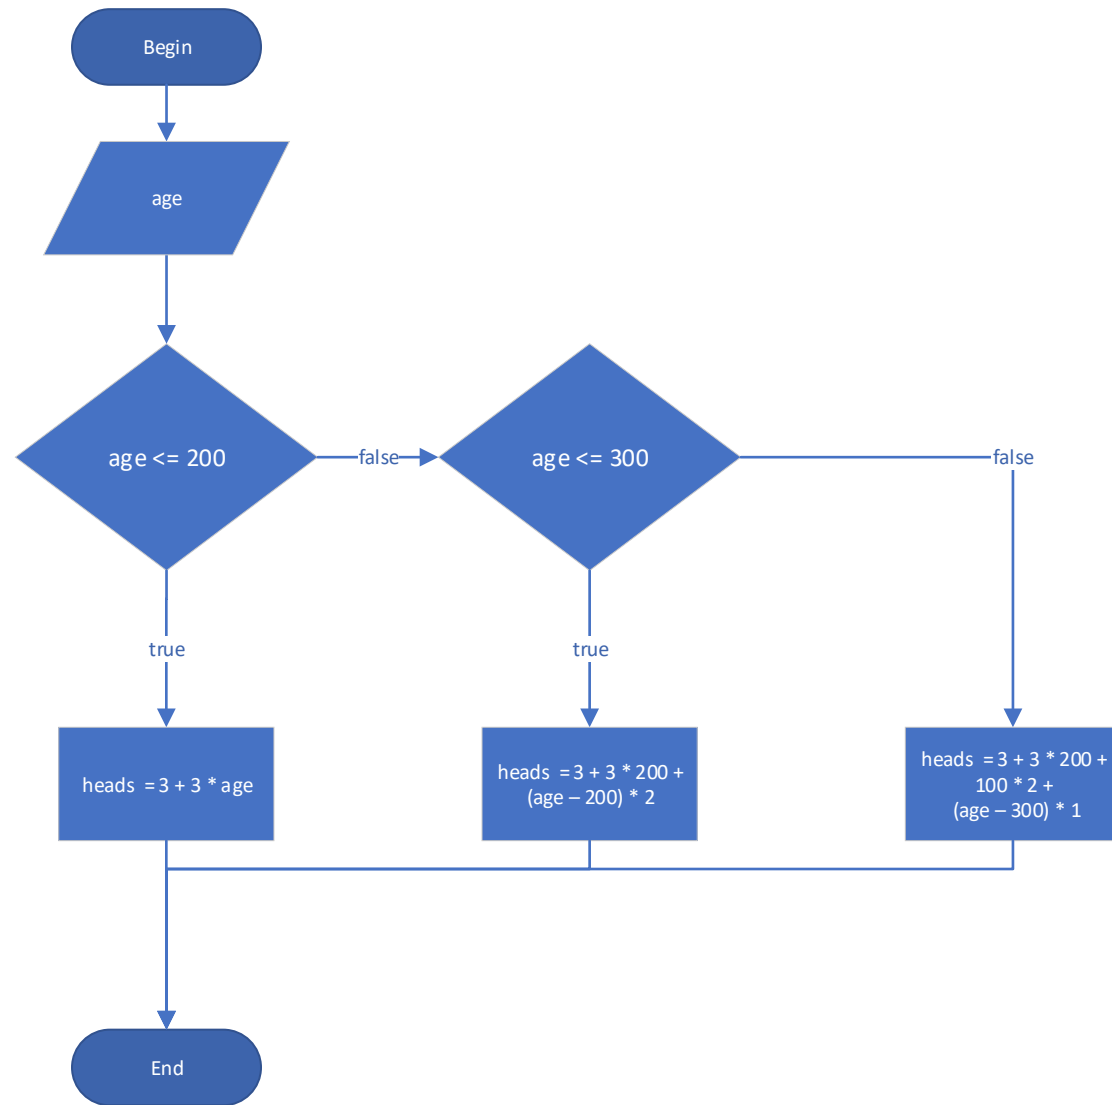 Begin
age
age <= 200
false
age <= 300
false
true
true
heads = 3 + 3 * age
heads = 3 + 3 * 200 +
(age – 200) * 2
heads = 3 + 3 * 200 +
100 * 2 +
(age – 300) * 1
End